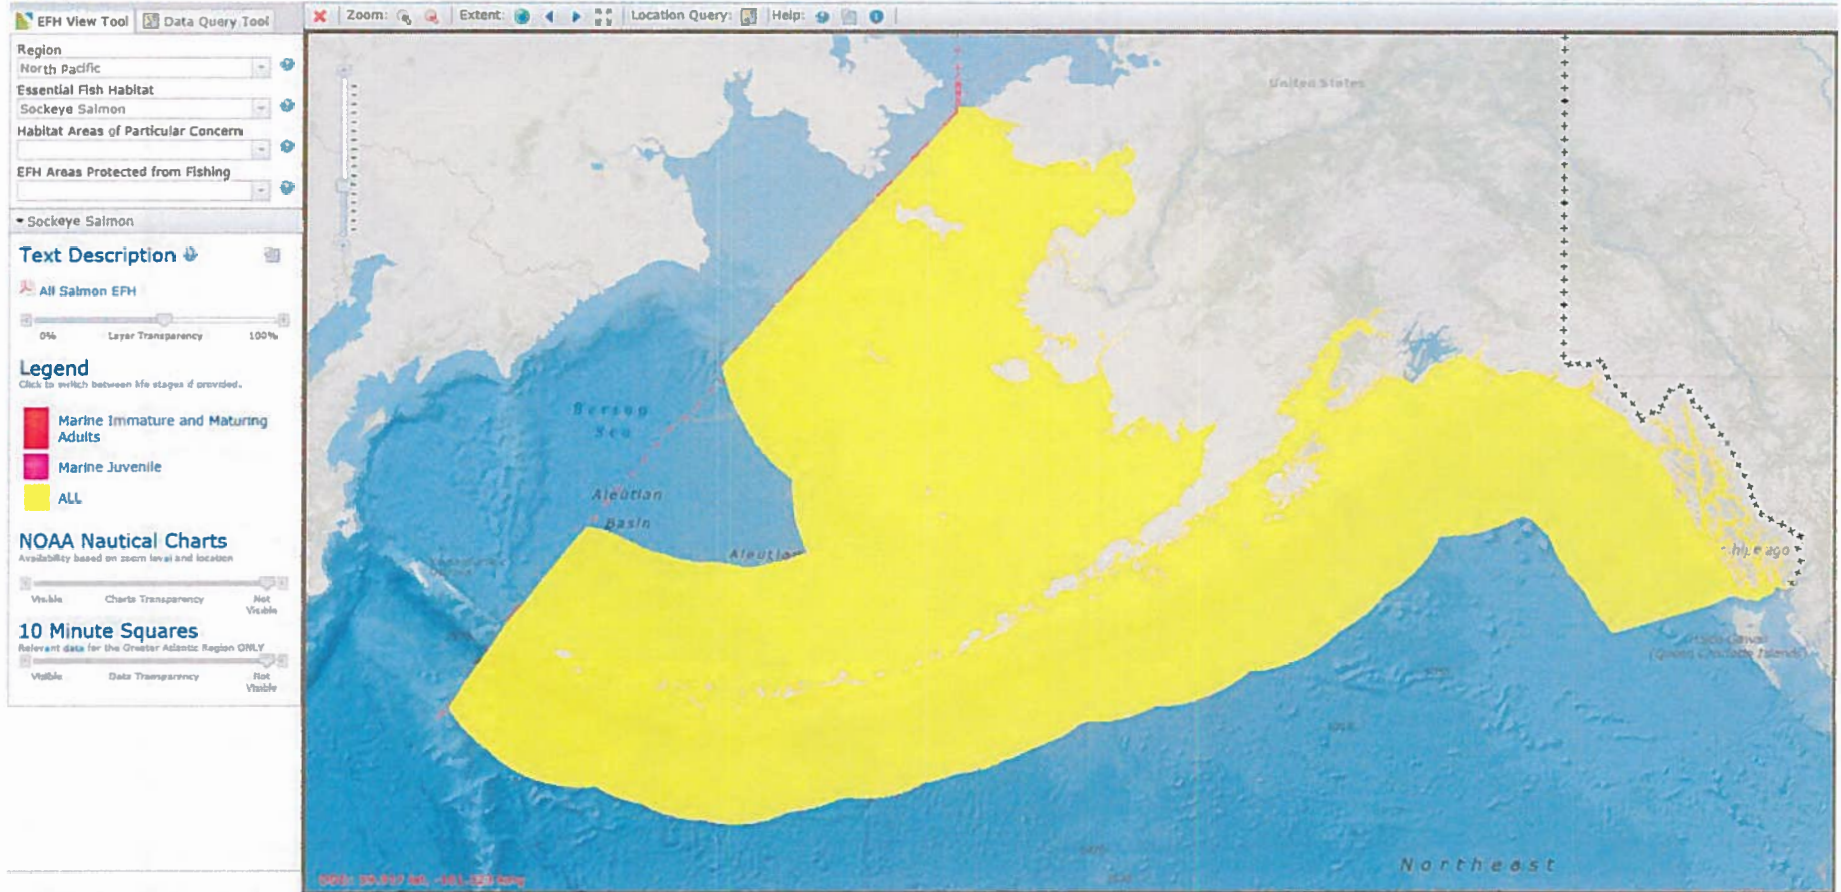 EFH View Tool
Data Query Tool
Zoom:
Extent:
Location Query:
Help:
Region
North Pacific
Essential Fish Habitat
Sockeye Salmon
Habitat Areas of Particular Concern
EFH Areas Protected from Fishing
Sockeye Salmon
Text Description
All Salmon EFH
0%
Layer Transparency
100%
Legend
Click to switch between life stages if provided.
Marine Immature and Maturing
Adults
Marine Juvenile
ALL
NOAA Nautical Charts
Availability based on zoom level and location
Visible
Charts Transparency
Not
Visible
10 Minute Squares
Relevant data for the Greater Atlantic Region ONLY
Visible
Data Transparency
Not
Visible
United States
Bering
Sea
Aleutian
Basin
Aleutian
(Queen Charlotte Islands)
Northeast